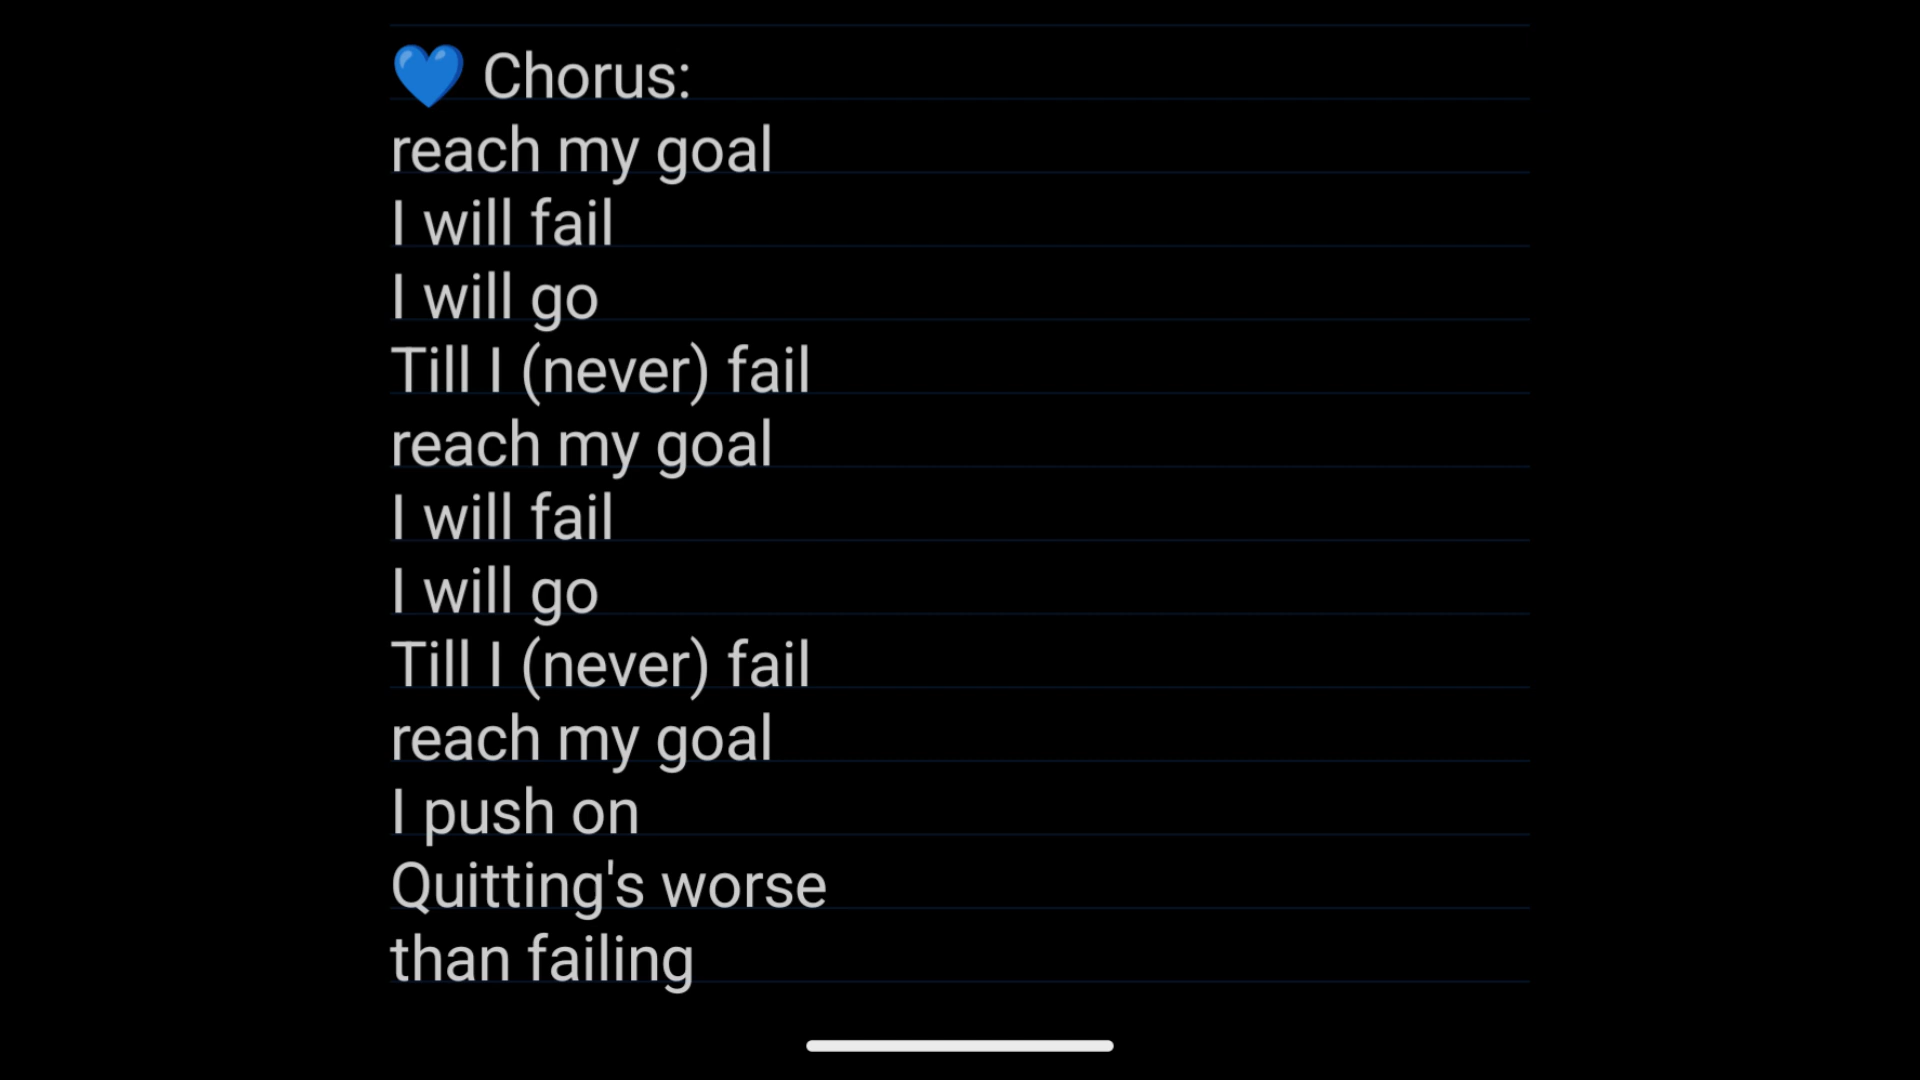 💙 Chorus:
reach my goal
I will fail
I will go
Till I (never) fail
reach my goal
I will fail
I will go
Till I (never) fail
reach my goal
I push on
Quitting's worse
than failing